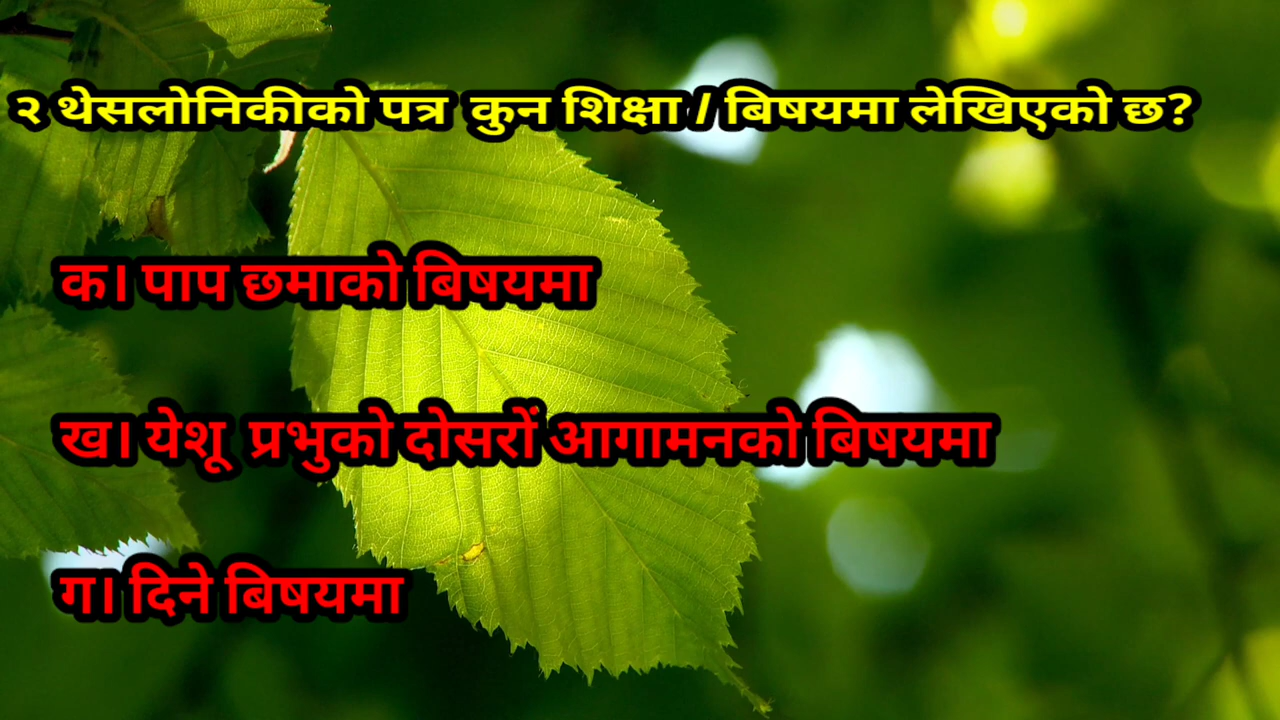 २ थेसलोनिकीको पत्र कुन शिक्षा / बिषयमा लेखिएको छ?
क। पाप छमाको बिषयमा
ख। येशू प्रभुको दोसरों आगामनको बिषयमा
ग। दिने बिषयमा